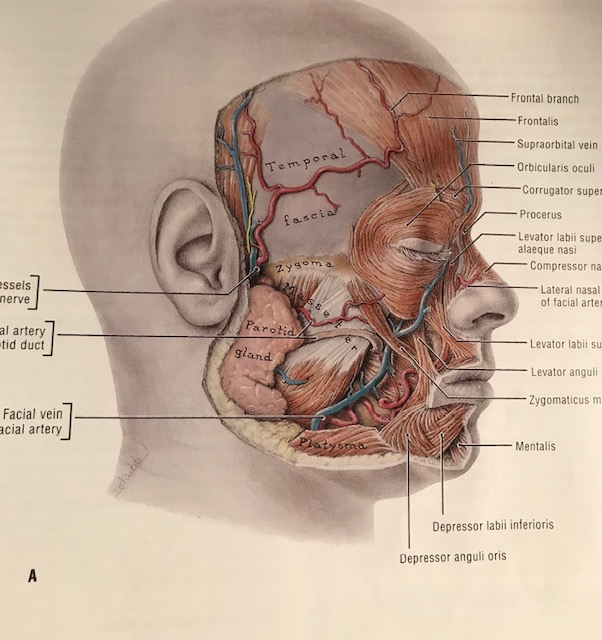 Frontal branch
Frontalis
Supraorbital vein
Orbicularis oculi
Corrugator super
Procerus
Levator labii supe
alaeque nasi
Compressor na
Lateral nasal
of facial arter
Levator labii su
Levator anguli
Zygomaticus m
Mentalis
Depressor labii inferioris
Depressor anguli oris
essels
nerve
al artery
tid duct
Facial vein
acial artery
Temporal
fascia
Zygoma
Masseter
Parotid
gland
Platysma
A